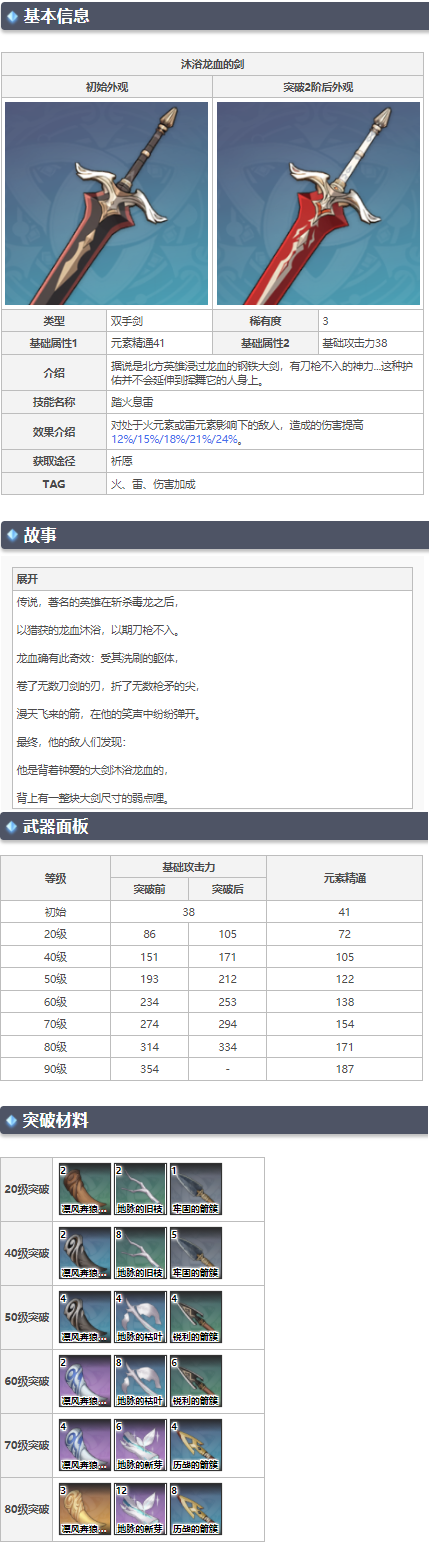 基本信息
沐浴龙血的剑
初始外观 突破2阶后外观
类型 双手剑 稀有度 3
基础属性1 元素精通41 基础属性2 基础攻击力38
介绍 据说是北方英雄浸过龙血的钢铁大剑，有刀枪不入的神力…这种护
佑并不会延伸到挥舞它的人身上。
技能名称 踏火息雷
效果介绍 对处于火元素或雷元素影响下的敌人，造成的伤害提高
12%/15%/18%/21%/24%。
获取途径 祈愿
TAG 火、雷、伤害加成
故事
展开
传说，著名的英雄在斩杀毒龙之后，
以猎获的龙血沐浴，以期刀枪不入。
龙血确有此奇效：受其洗刷的躯体，
卷了无数刀剑的刃，折了无数枪矛的尖，
漫天飞来的箭，在他的笑声中纷纷弹开。
最终，他的敌人们发现：
他是背着钟爱的大剑沐浴龙血的，
背上有一整块大剑尺寸的弱点哩。
武器面板
等级 基础攻击力 元素精通
突破前 突破后
初始 38 41
20级 86 105 72
40级 151 171 105
50级 193 212 122
60级 234 253 138
70级 274 294 154
80级 314 334 171
90级 354 - 187
突破材料
2 2 1
20级突破
凛风奔狼... 地脉的旧枝 牢固的箭簇
2 8 5
40级突破
凛风奔狼... 地脉的旧枝 牢固的箭簇
4 4 4
50级突破
凛风奔狼... 地脉的枯叶 锐利的箭簇
2 8 6
60级突破
凛风奔狼... 地脉的枯叶 锐利的箭簇
4 6 4
70级突破
凛风奔狼... 地脉的新芽 历战的箭簇
3 12 8
80级突破
凛风奔狼... 地脉的新芽 历战的箭簇